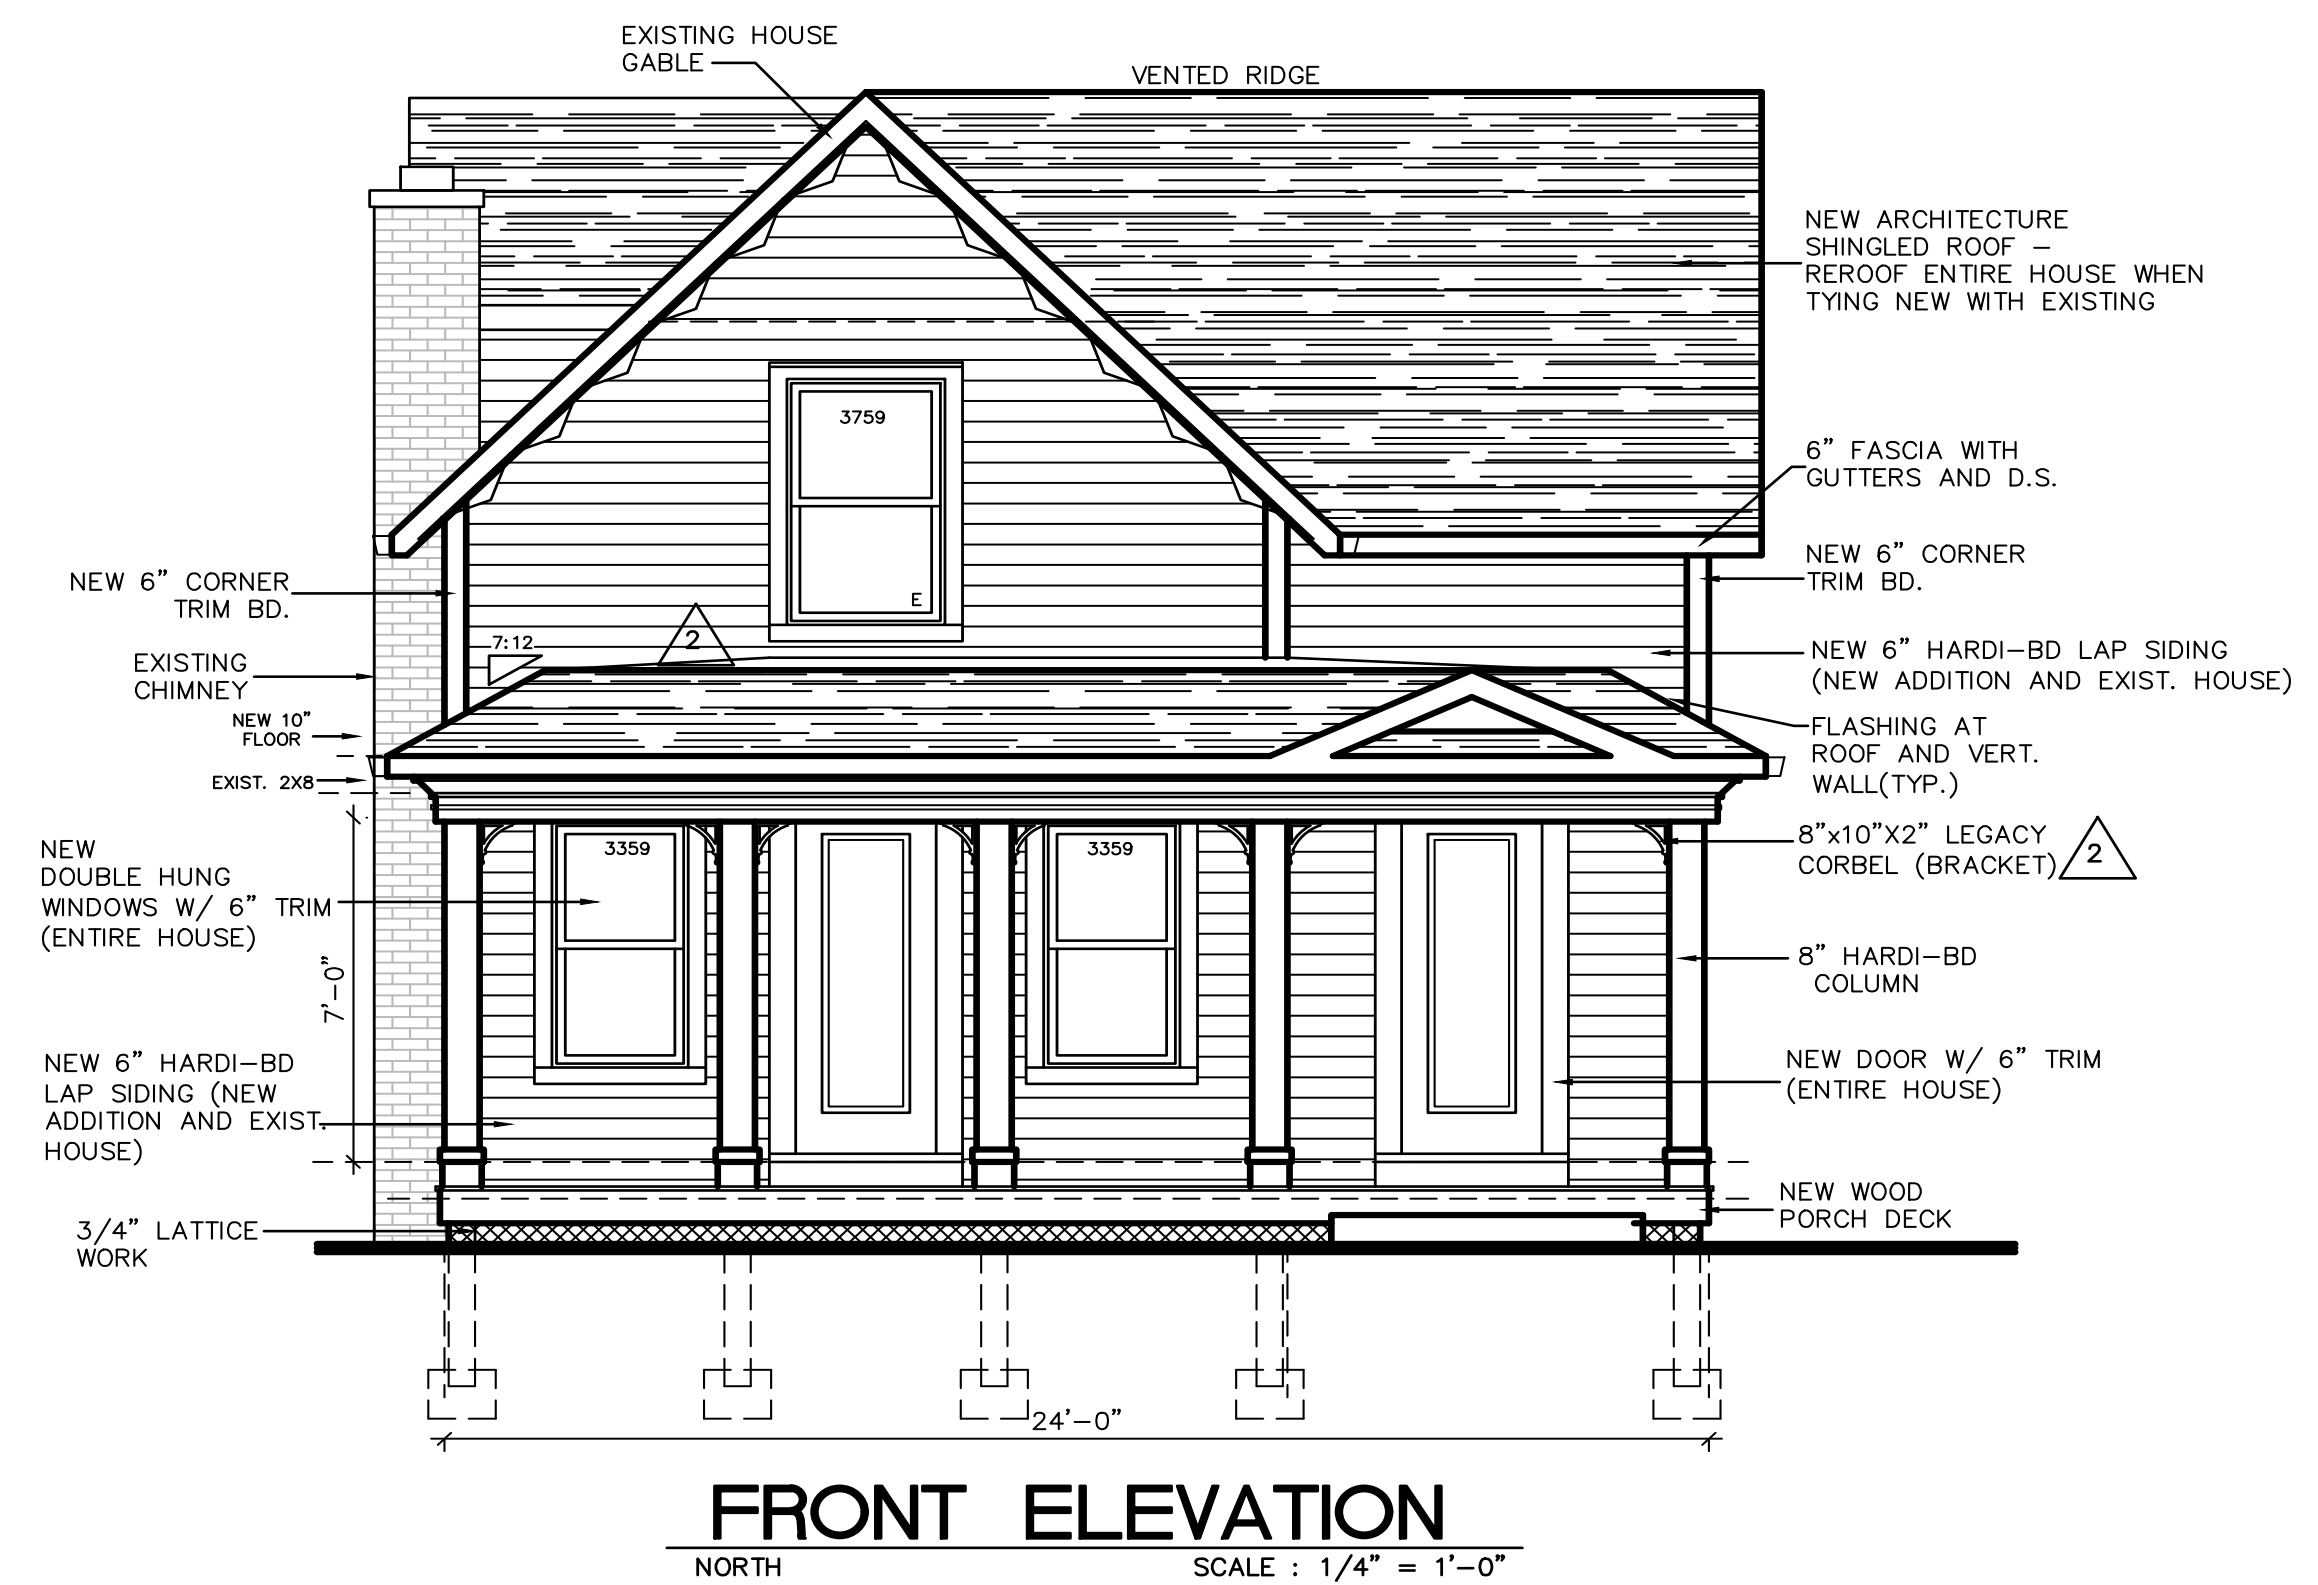 EXISTING HOUSE
GABLE
VENTED RIDGE
NEW ARCHITECTURE
SHINGLED ROOF –
REROOF ENTIRE HOUSE WHEN
TYING NEW WITH EXISTING
3759
6” FASCIA WITH
GUTTERS AND D.S.
NEW 6” CORNER
TRIM BD.
NEW 6” CORNER
TRIM BD.
E
7:12
2
EXISTING
CHIMNEY
NEW 6” HARDI–BD LAP SIDING
(NEW ADDITION AND EXIST. HOUSE)
NEW 10”
FLOOR
FLASHING AT
ROOF AND VERT.
WALL(TYP.)
EXIST. 2X8
NEW
DOUBLE HUNG
WINDOWS W/ 6” TRIM
(ENTIRE HOUSE)
3359
3359
8”x10”X2” LEGACY
CORBEL (BRACKET)
2
7’–0”
8” HARDI–BD
COLUMN
NEW 6” HARDI–BD
LAP SIDING (NEW
ADDITION AND EXIST.
HOUSE)
NEW DOOR W/ 6” TRIM
(ENTIRE HOUSE)
3/4” LATTICE
WORK
NEW WOOD
PORCH DECK
24’–0”
FRONT ELEVATION
NORTH
SCALE : 1/4” = 1’–0”